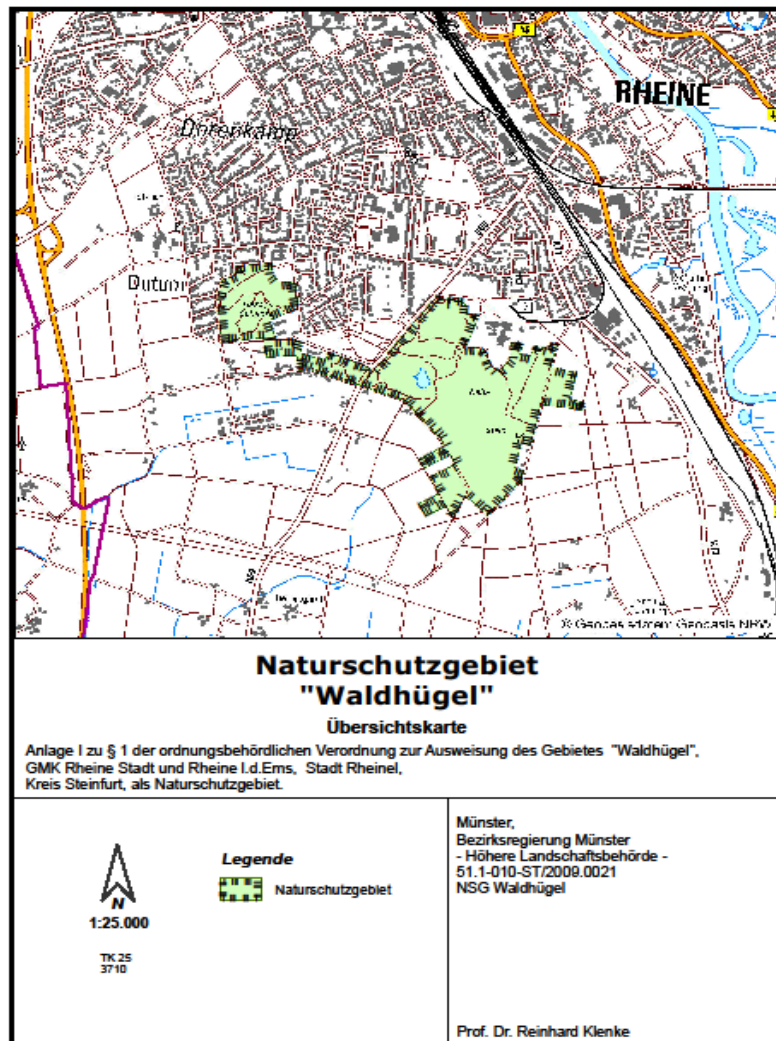 RHEINE
Dorenkamp
Dutum
Naturschutzgebiet
"Waldhügel"
Übersichtskarte
Anlage I zu § 1 der ordnungsbehördlichen Verordnung zur Ausweisung des Gebietes "Waldhügel",
GMK Rheine Stadt und Rheine l.d.Ems, Stadt Rheinel,
Kreis Steinfurt, als Naturschutzgebiet.
N
1:25.000
TK 25
3710
Legende
Naturschutzgebiet
Münster,
Bezirksregierung Münster
- Höhere Landschaftsbehörde -
51.1-010-ST/2009.0021
NSG Waldhügel
Prof. Dr. Reinhard Klenke